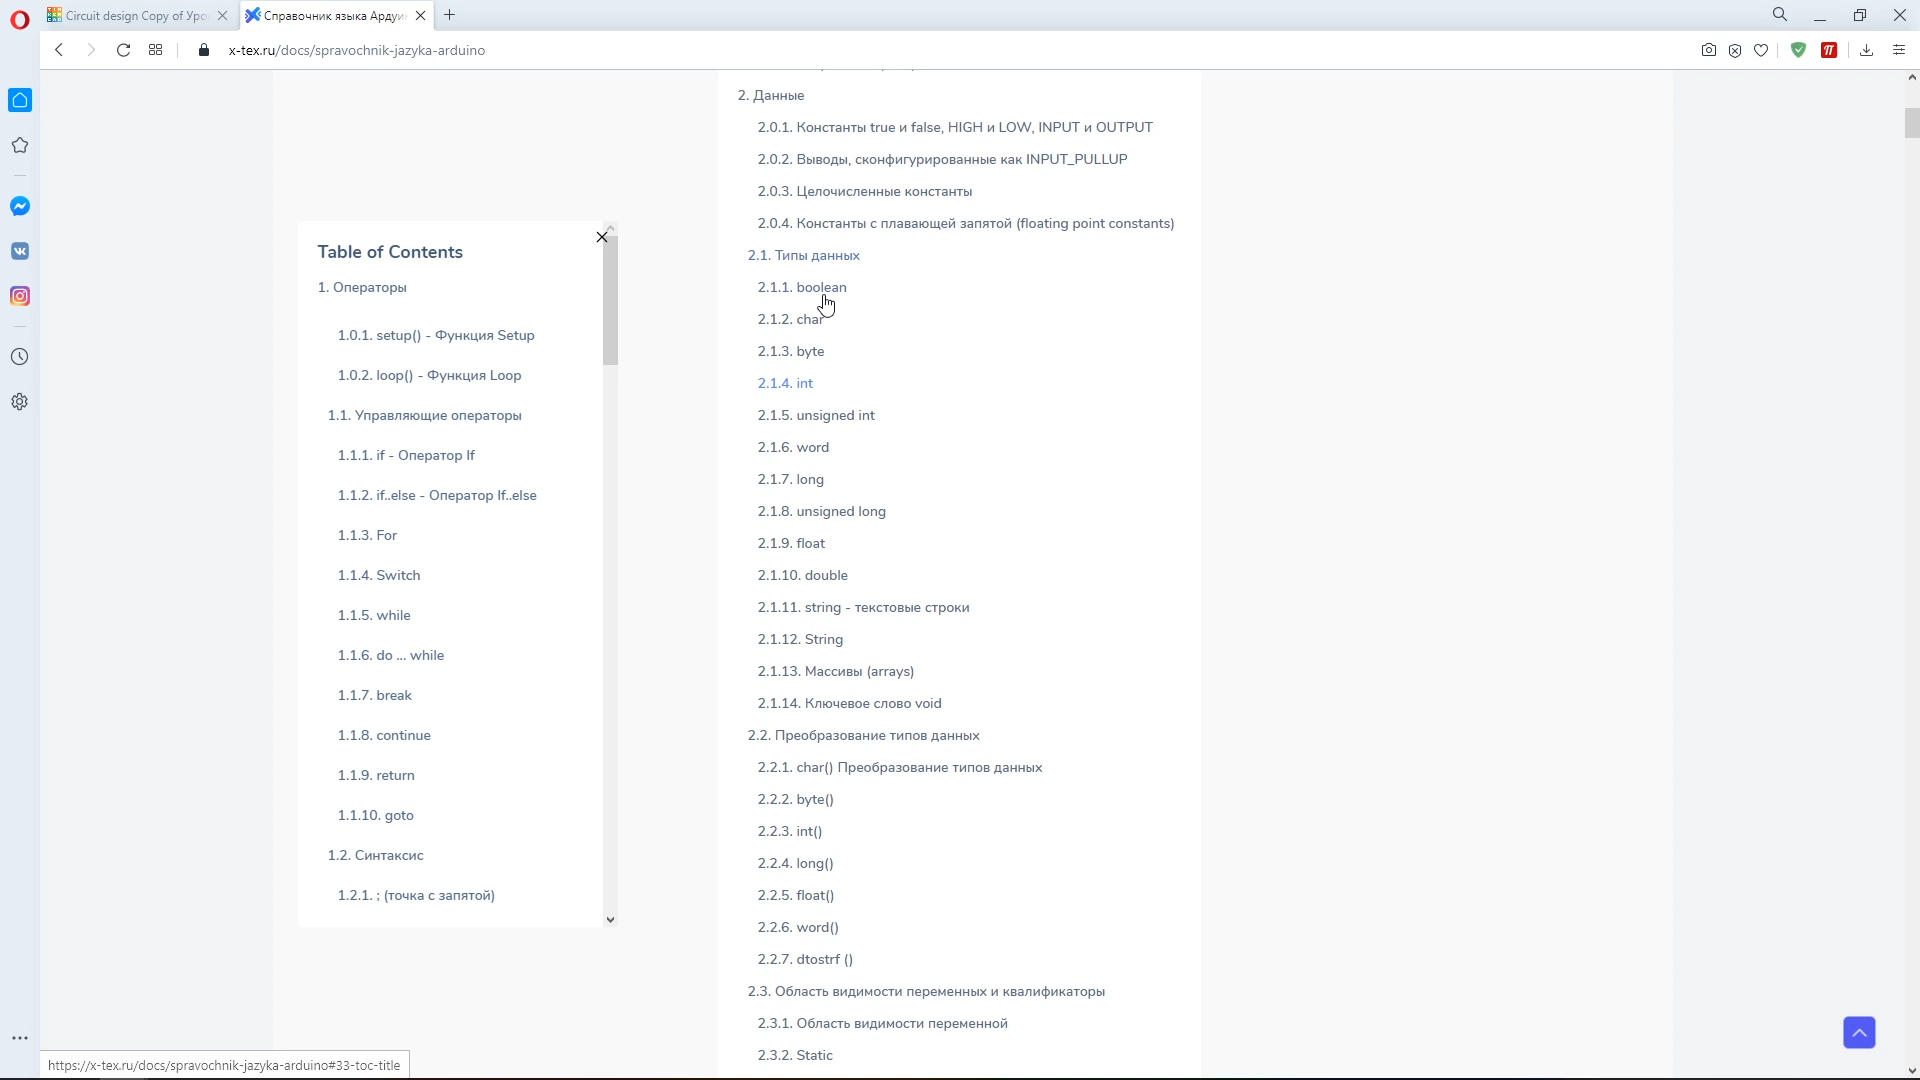 Circuit design Copy of Уро
Справочник языка Ардуи
x-tex.ru/docs/spravochnik-jazyka-arduino
Table of Contents
1. Операторы
1.0.1. setup() - Функция Setup
1.0.2. loop() - Функция Loop
1.1. Управляющие операторы
1.1.1. if - Оператор If
1.1.2. if..else - Оператор If..else
1.1.3. For
1.1.4. Switch
1.1.5. while
1.1.6. do ... while
1.1.7. break
1.1.8. continue
1.1.9. return
1.1.10. goto
1.2. Синтаксис
1.2.1. ; (точка с запятой)
2. Данные
2.0.1. Константы true и false, HIGH и LOW, INPUT и OUTPUT
2.0.2. Выводы, сконфигурированные как INPUT_PULLUP
2.0.3. Целочисленные константы
2.0.4. Константы с плавающей запятой (floating point constants)
2.1. Типы данных
2.1.1. boolean
2.1.2. char
2.1.3. byte
2.1.4. int
2.1.5. unsigned int
2.1.6. word
2.1.7. long
2.1.8. unsigned long
2.1.9. float
2.1.10. double
2.1.11. string - текстовые строки
2.1.12. String
2.1.13. Массивы (arrays)
2.1.14. Ключевое слово void
2.2. Преобразование типов данных
2.2.1. char() Преобразование типов данных
2.2.2. byte()
2.2.3. int()
2.2.4. long()
2.2.5. float()
2.2.6. word()
2.2.7. dtostrf ()
2.3. Область видимости переменных и квалификаторы
2.3.1. Область видимости переменной
2.3.2. Static
https://x-tex.ru/docs/spravochnik-jazyka-arduino#33-toc-title